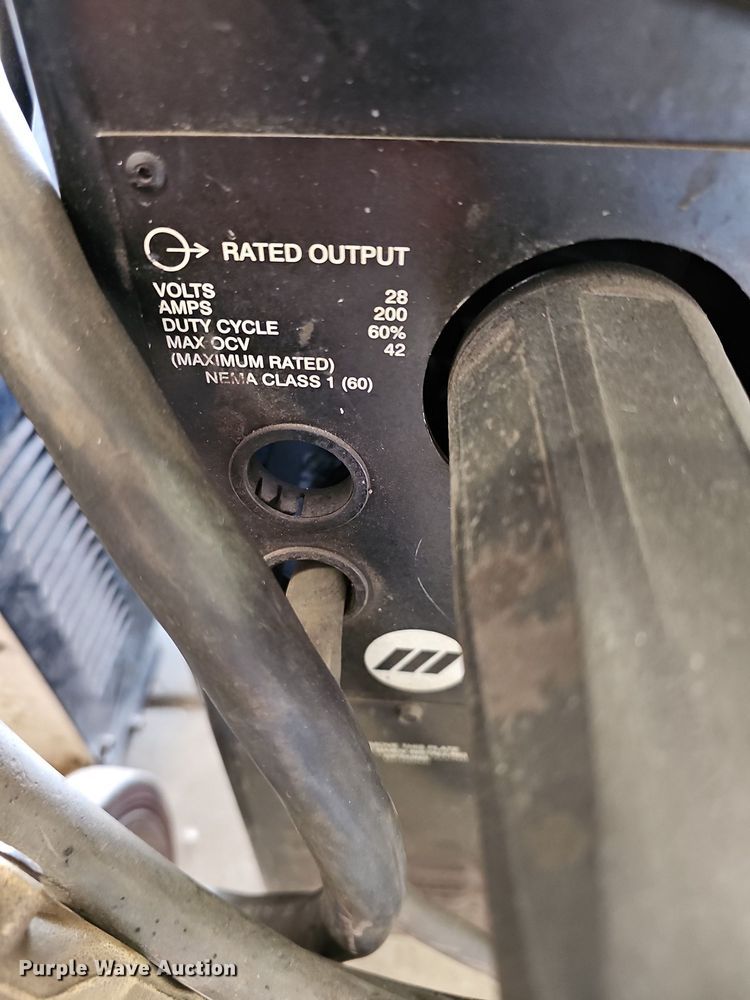 RATED OUTPUT
VOLTS 28
AMPS 200
DUTY CYCLE 60%
MAX OCV 42
(MAXIMUM RATED)
NEMA CLASS 1 (60)
Purple Wave Auction